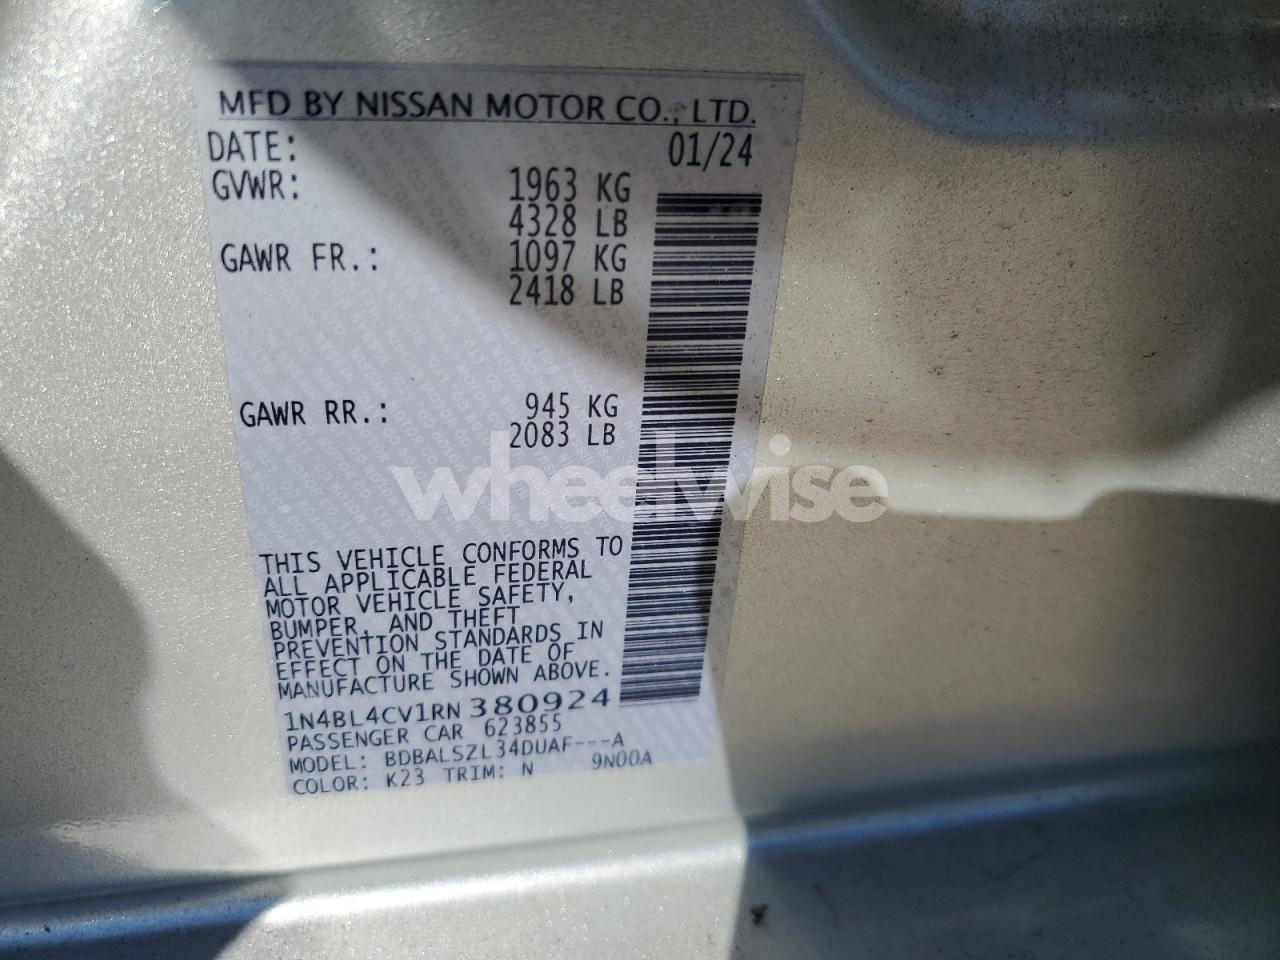 MFD BY NISSAN MOTOR CO., LTD.
DATE: 01/24
GVWR: 1963 KG
4328 LB
GAWR FR.: 1097 KG
2418 LB
GAWR RR.: 945 KG
2083 LB
wheelwise
THIS VEHICLE CONFORMS TO
ALL APPLICABLE FEDERAL
MOTOR VEHICLE SAFETY,
BUMPER, AND THEFT
PREVENTION STANDARDS IN
EFFECT ON THE DATE OF
MANUFACTURE SHOWN ABOVE.
1N4BL4CV1RN380924
PASSENGER CAR 623855
MODEL: BDBALSZL34DUAF---A
COLOR: K23 TRIM: N 9N00A